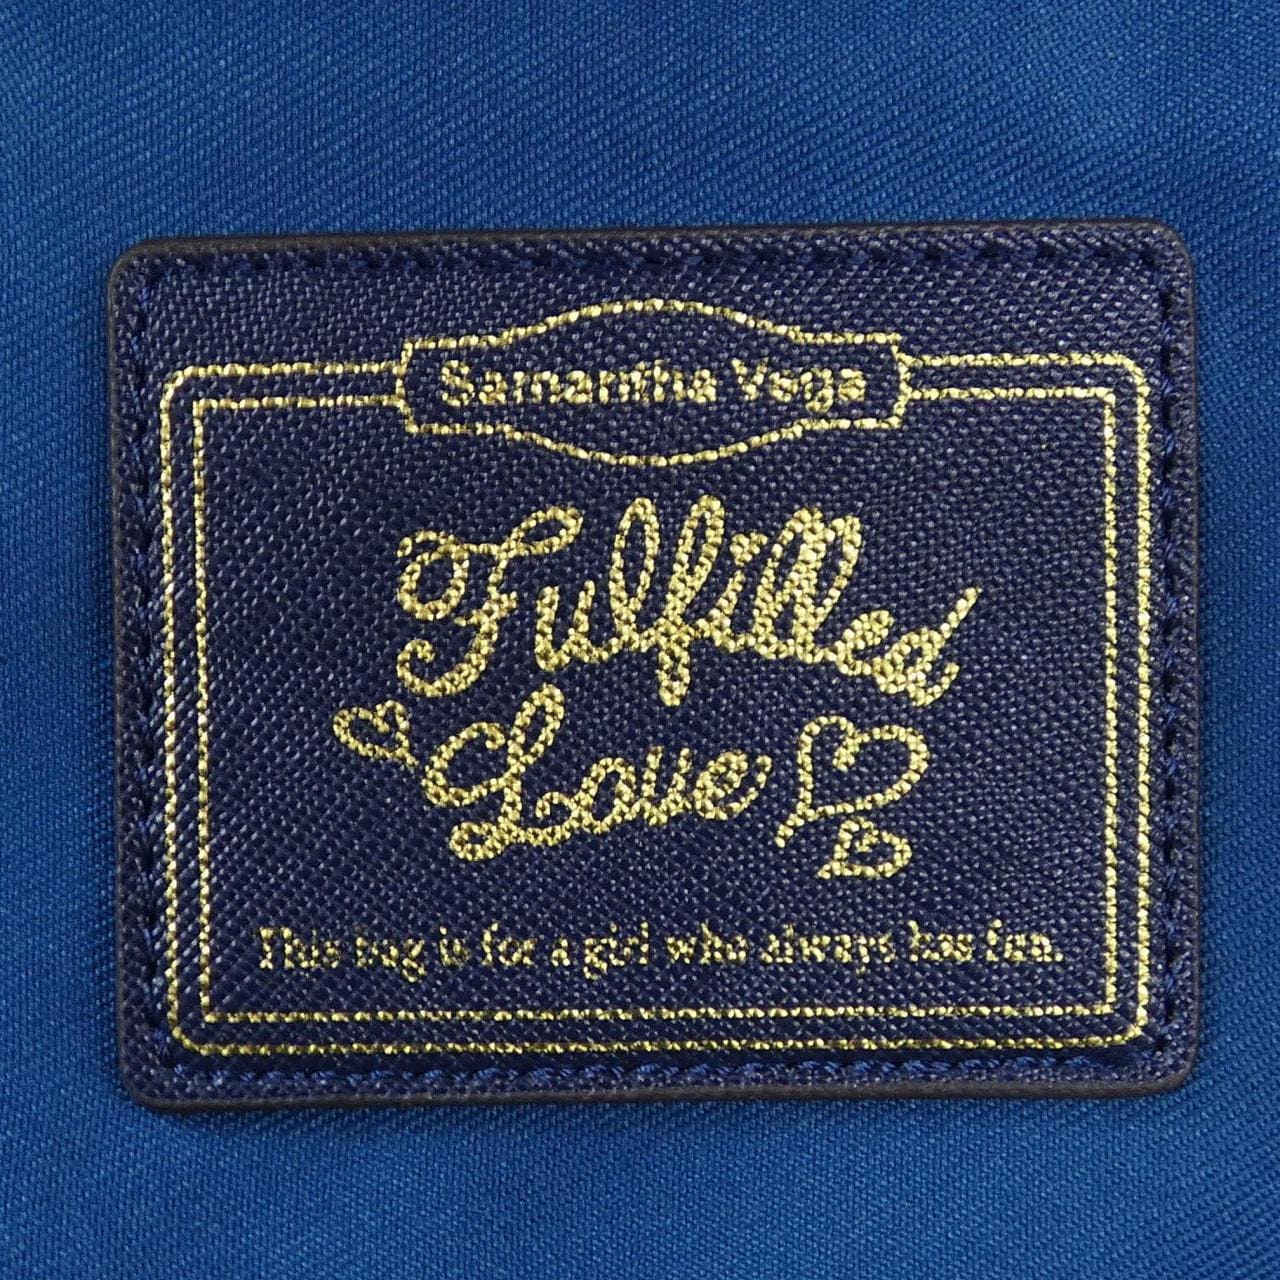 Samantha Vega
Fulfilled
Love
This bag is for a girl who always has fun.